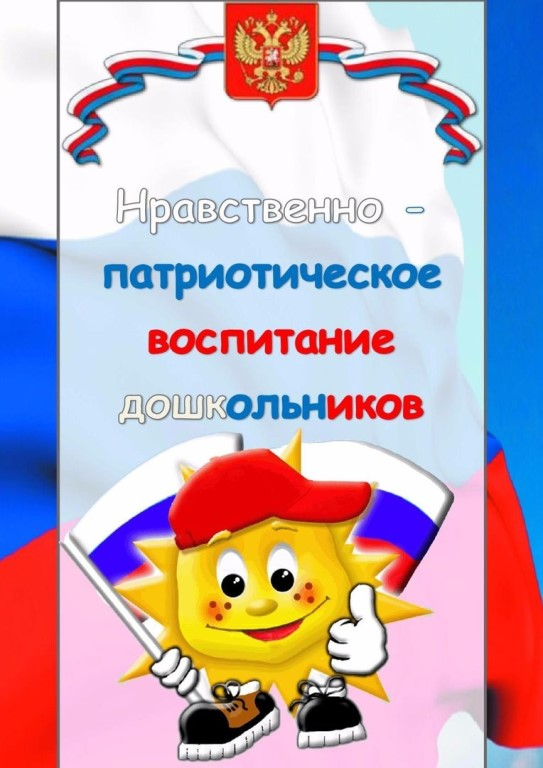 Нравственно -
патриотическое
воспитание
дошкольников